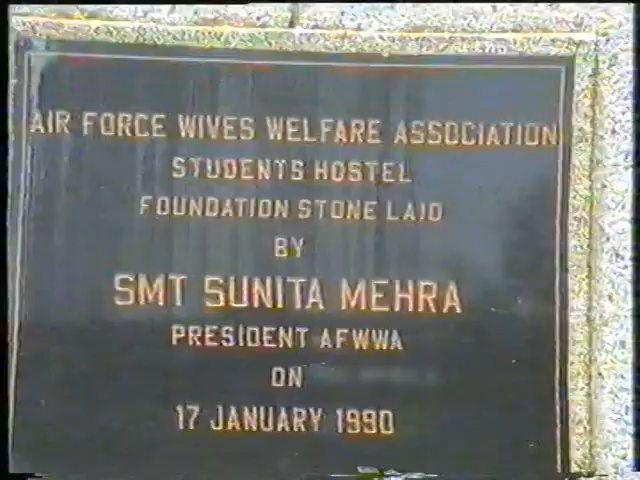 AIR FORCE WIVES WELFARE ASSOCIATION
STUDENTS HOSTEL
FOUNDATION STONE LAID
BY
SMT SUNITA MEHRA
PRESIDENT AFWWA
ON
17 JANUARY 1990